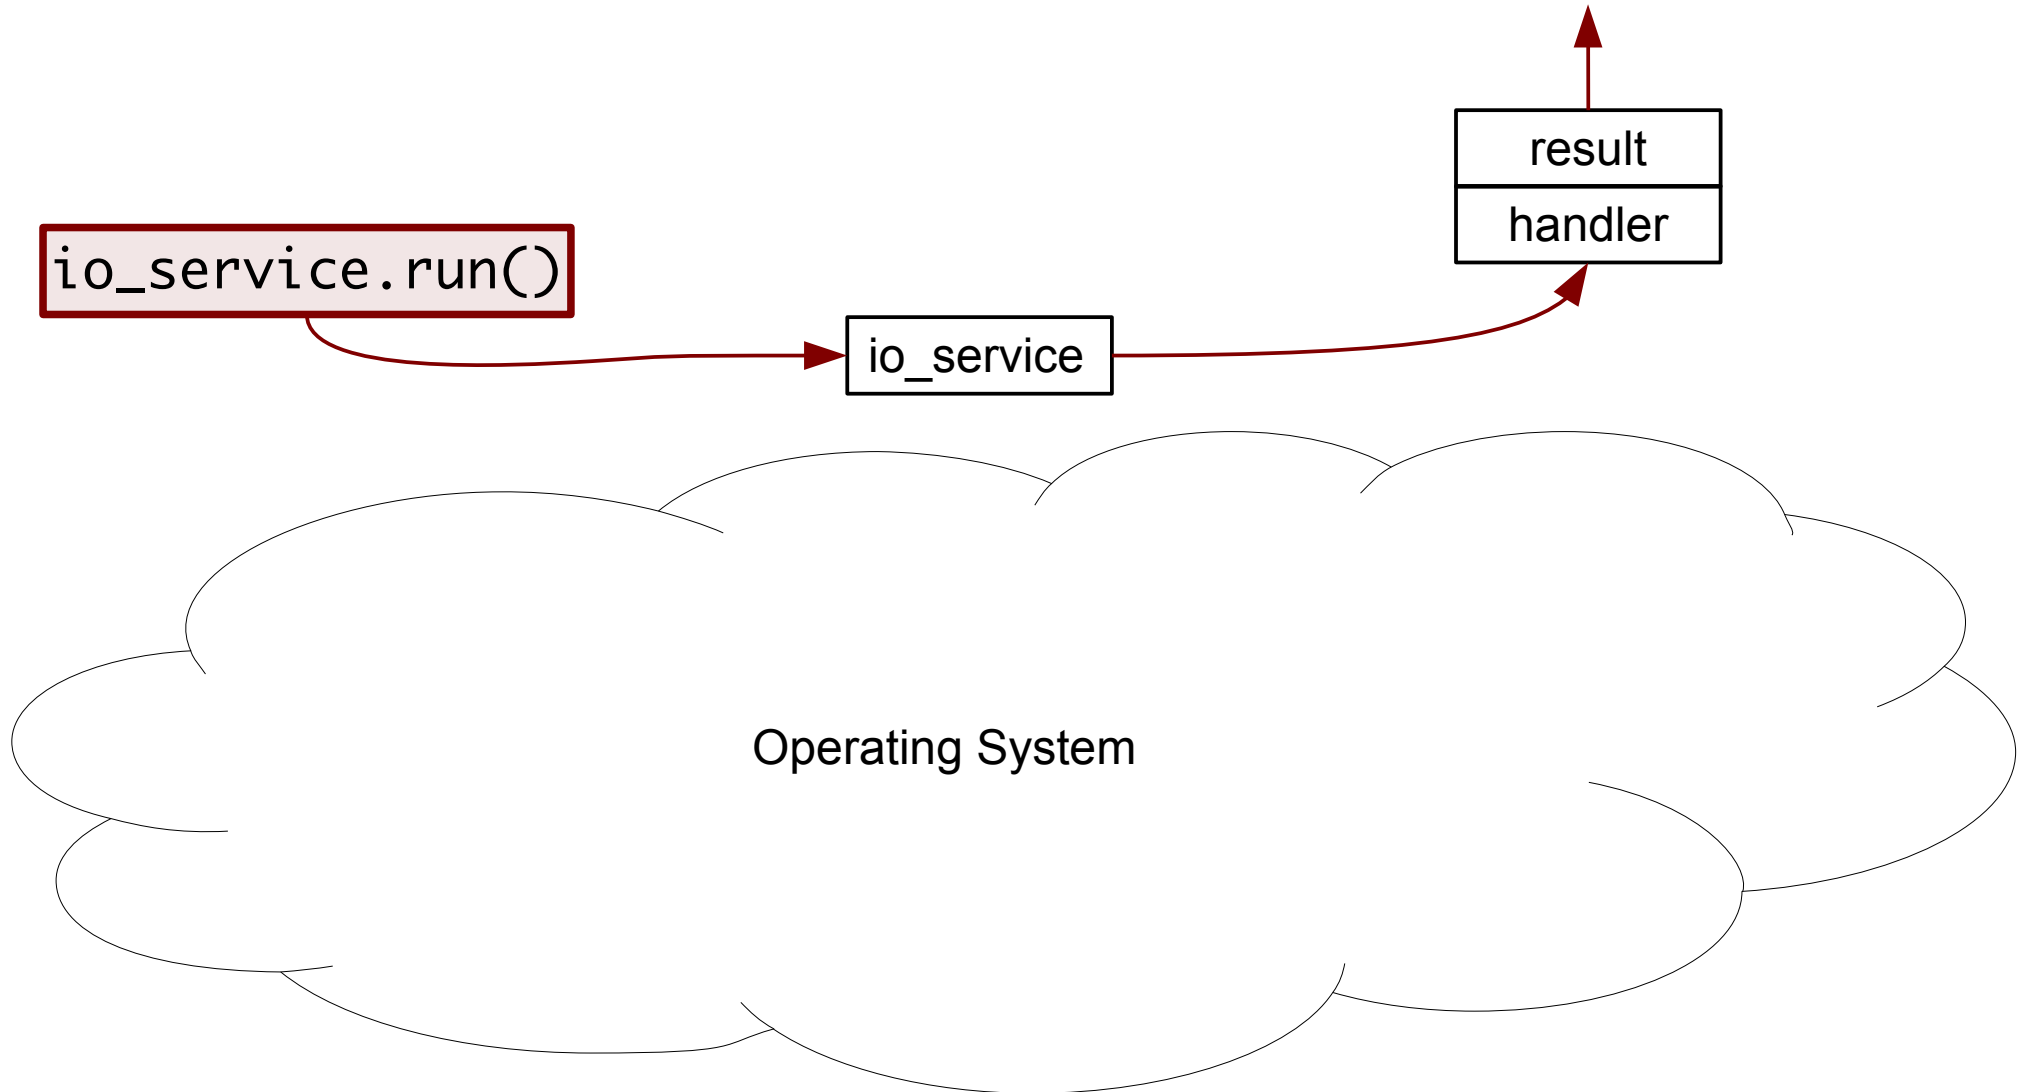 result
handler
io_service.run()
io_service
Operating System